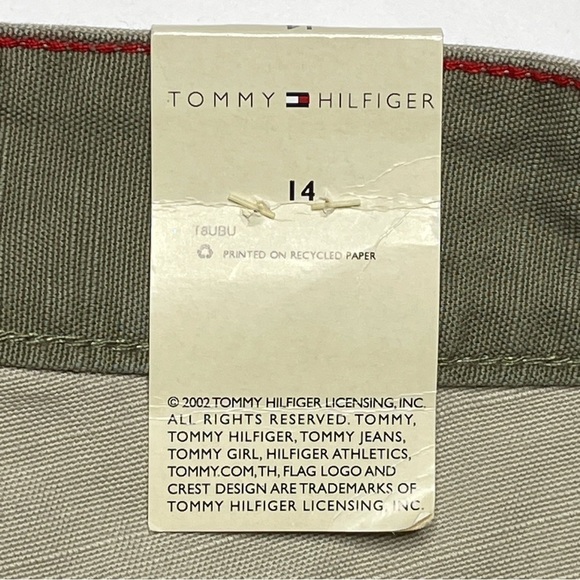 TOMMY HILFIGER
14
18UBU
PRINTED ON RECYCLED PAPER
© 2002 TOMMY HILFIGER LICENSING, INC.
ALL RIGHTS RESERVED. TOMMY,
TOMMY HILFIGER, TOMMY JEANS,
TOMMY GIRL, HILFIGER ATHLETICS,
TOMMY.COM, TH, FLAG LOGO AND
CREST DESIGN ARE TRADEMARKS OF
TOMMY HILFIGER LICENSING, INC.